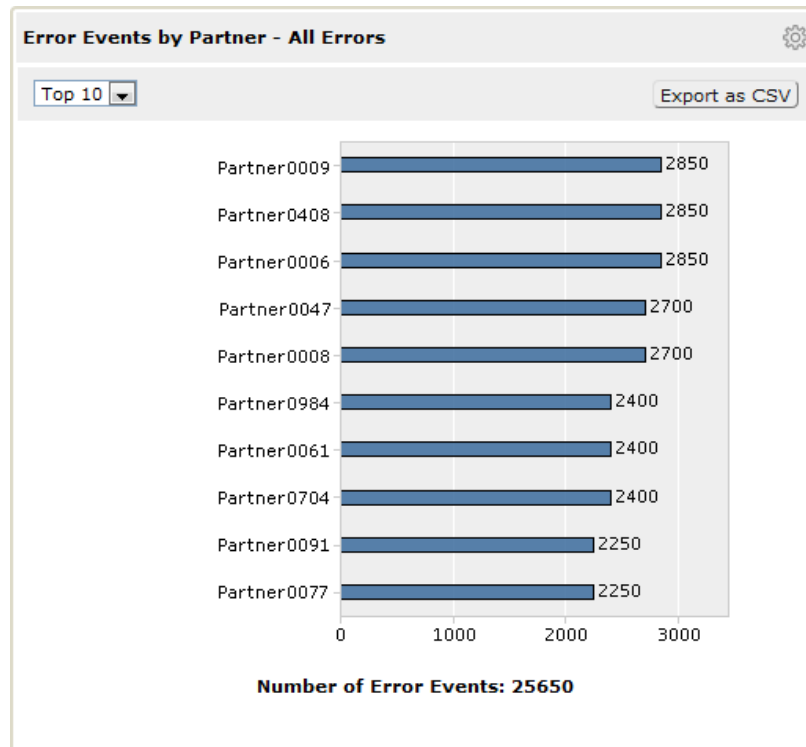 Error Events by Partner - All Errors
Top 10 Export as CSV
Partner0009 2850
Partner0408 2850
Partner0006 2850
Partner0047 2700
Partner0008 2700
Partner0984 2400
Partner0061 2400
Partner0704 2400
Partner0091 2250
Partner0077 2250
0 1000 2000 3000
Number of Error Events: 25650